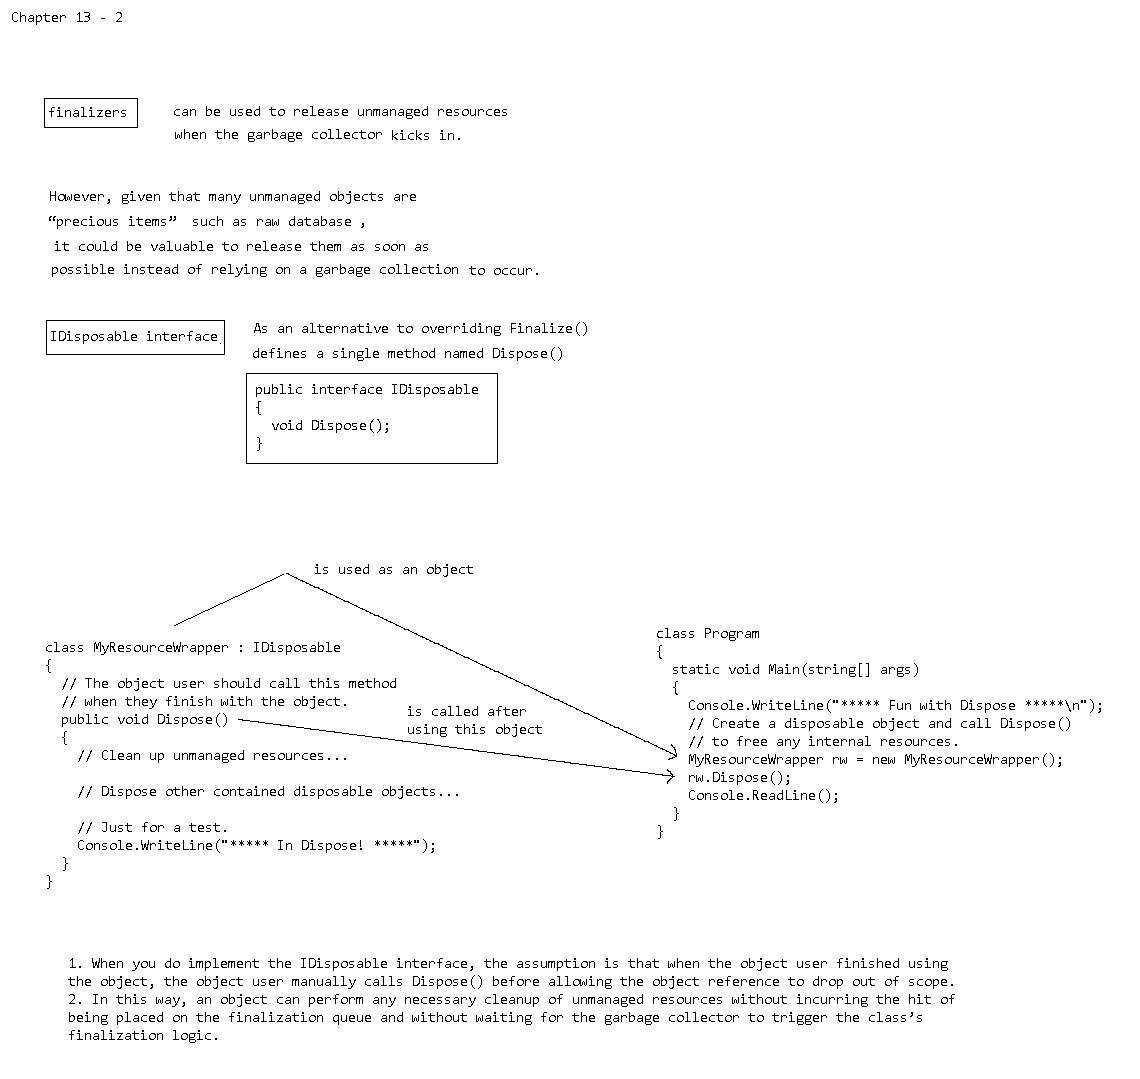 Chapter 13 - 2
finalizers
can be used to release unmanaged resources
when the garbage collector kicks in.
However, given that many unmanaged objects are
“precious items” such as raw database ,
it could be valuable to release them as soon as
possible instead of relying on a garbage collection to occur.
IDisposable interface.
As an alternative to overriding Finalize()
defines a single method named Dispose()
public interface IDisposable
{
void Dispose();
}
is used as an object
class MyResourceWrapper : IDisposable
{
// The object user should call this method
// when they finish with the object.
public void Dispose()
{
// Clean up unmanaged resources...
// Dispose other contained disposable objects...
// Just for a test.
Console.WriteLine("***** In Dispose! *****");
}
}
is called after
using this object
class Program
{
static void Main(string[] args)
{
Console.WriteLine("***** Fun with Dispose *****\n");
// Create a disposable object and call Dispose()
// to free any internal resources.
MyResourceWrapper rw = new MyResourceWrapper();
rw.Dispose();
Console.ReadLine();
}
}
1. When you do implement the IDisposable interface, the assumption is that when the object user finished using
the object, the object user manually calls Dispose() before allowing the object reference to drop out of scope.
2. In this way, an object can perform any necessary cleanup of unmanaged resources without incurring the hit of
being placed on the finalization queue and without waiting for the garbage collector to trigger the class’s
finalization logic.